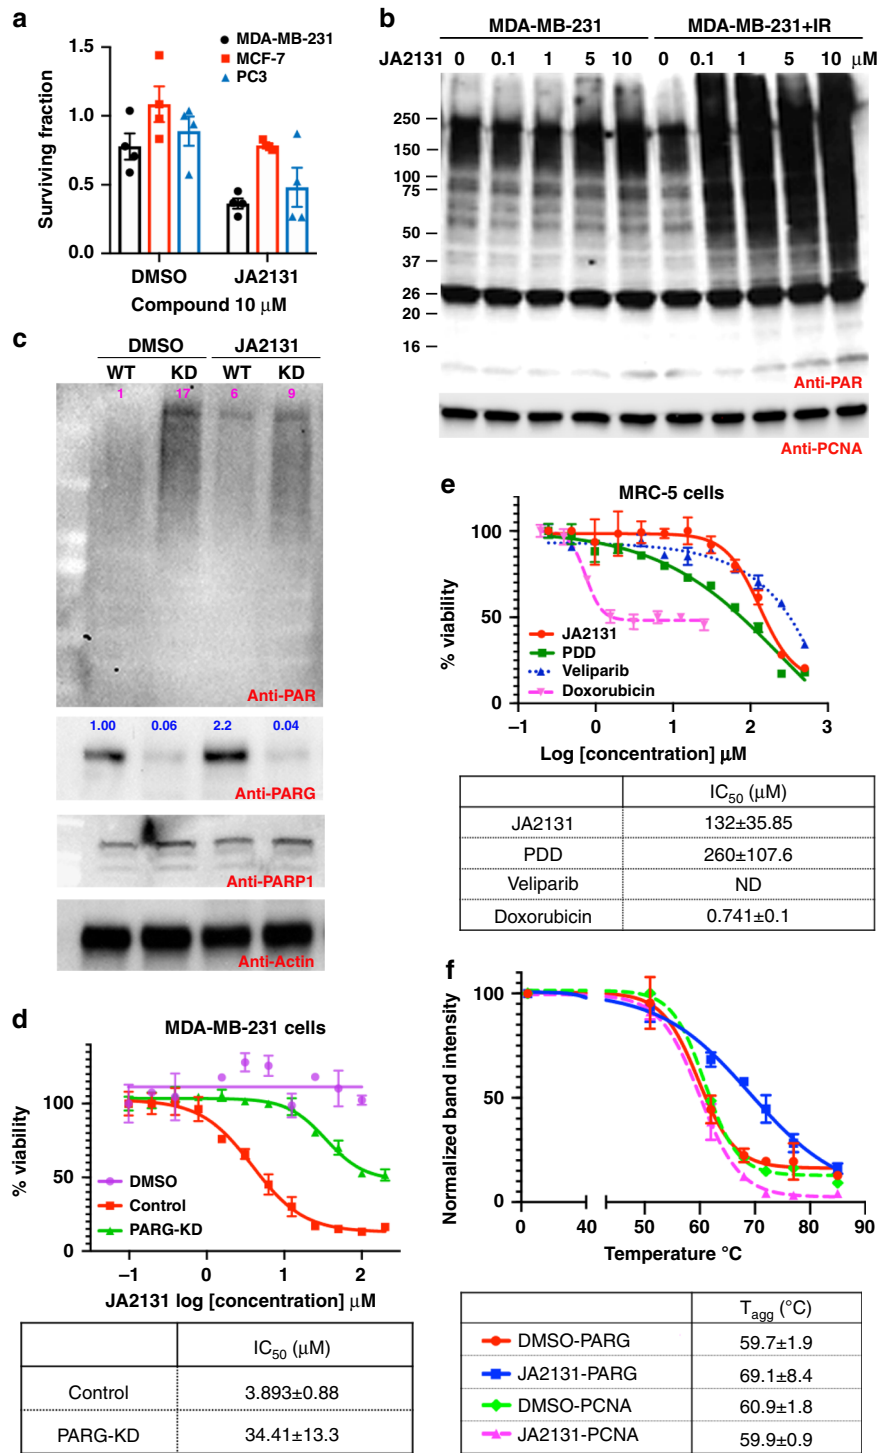 a
MDA-MB-231
MCF-7
PC3
Surviving fraction
1.5
1.0
0.5
0.0
DMSO JA2131
Compound 10 μM
b
MDA-MB-231 MDA-MB-231+IR
JA2131 0 0.1 1 5 10 0 0.1 1 5 10 μM
250
150
100
75
50
37
26
20
16
Anti-PAR
Anti-PCNA
c
DMSO JA2131
WT KD WT KD
1 17 6 9
Anti-PAR
1.00 0.06 2.2 0.04
Anti-PARG
Anti-PARP1
Anti-Actin
d
MDA-MB-231 cells
% viability
100
50
0
DMSO
Control
PARG-KD
−1 0 1 2
JA2131 log [concentration] μM
IC50 (μM)
Control 3.893±0.88
PARG-KD 34.41±13.3
e
MRC-5 cells
% viability
100
50
0
JA2131
PDD
Veliparib
Doxorubicin
−1 0 1 2 3
Log [concentration] μM
IC50 (μM)
JA2131 132±35.85
PDD 260±107.6
Veliparib ND
Doxorubicin 0.741±0.1
f
Normalized band intensity
100
50
0
0 40 50 60 70 80 90
Temperature °C
Tagg (°C)
DMSO-PARG 59.7±1.9
JA2131-PARG 69.1±8.4
DMSO-PCNA 60.9±1.8
JA2131-PCNA 59.9±0.9